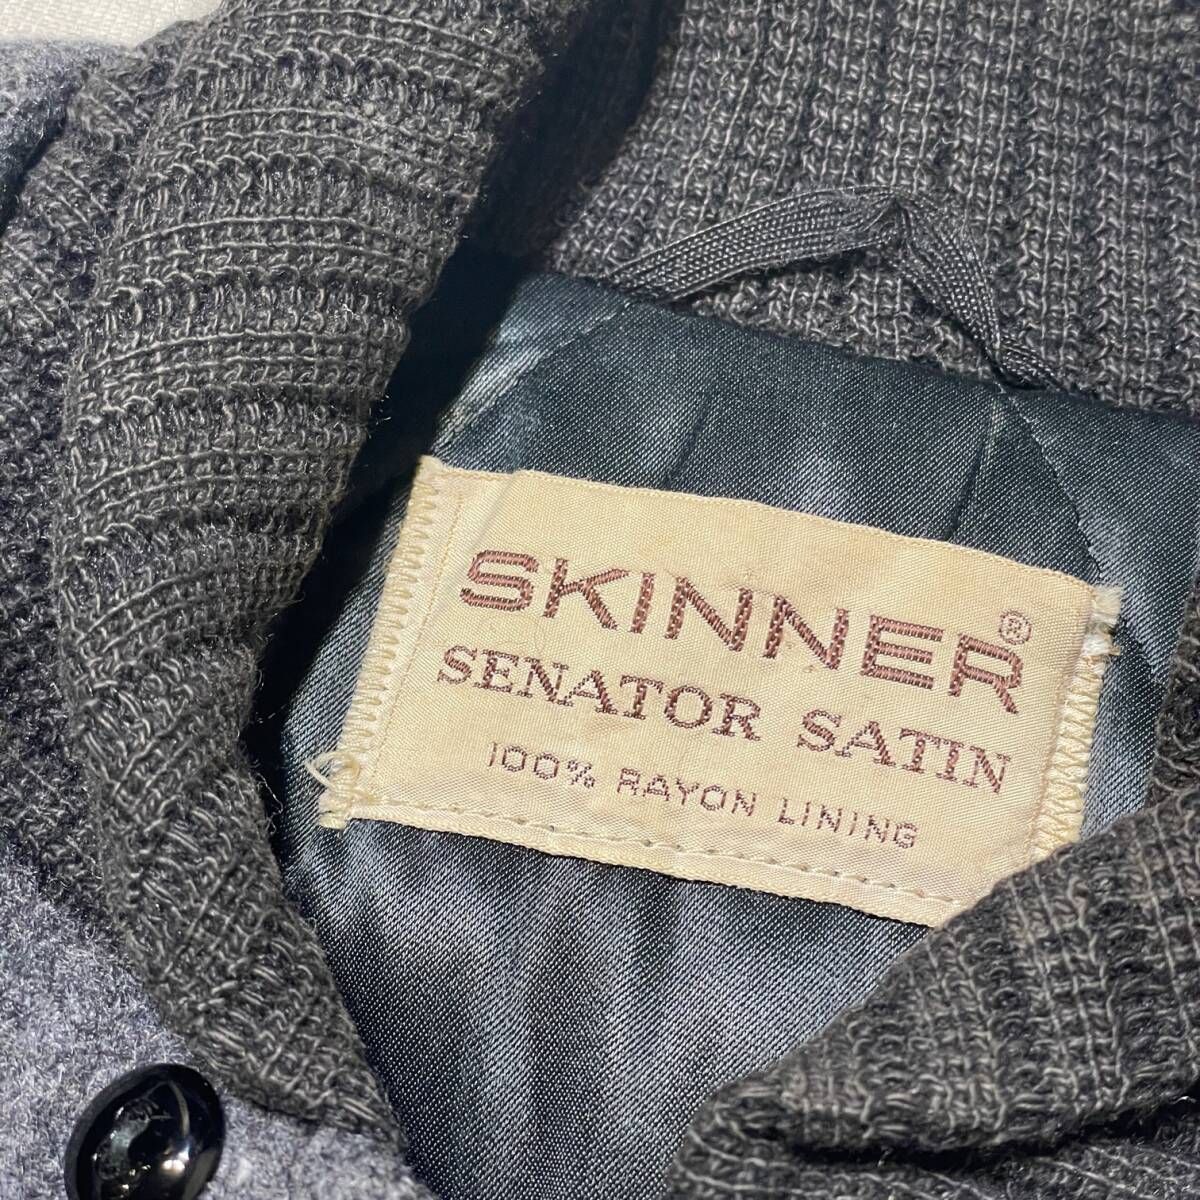 SKINNER®
SENATOR SATIN
100% RAYON LINING